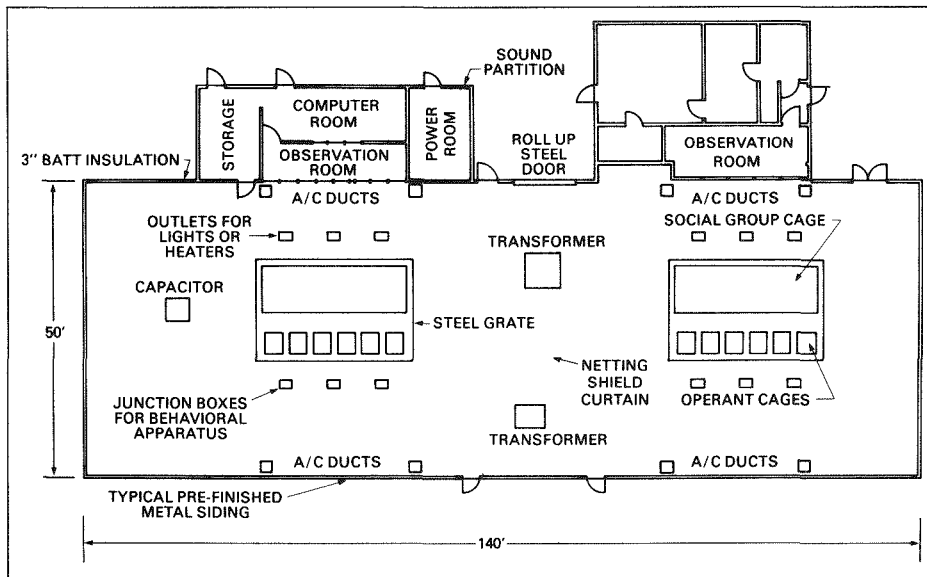 SOUND
PARTITION
STORAGE
COMPUTER
ROOM
POWER
ROOM
OBSERVATION
ROOM
ROLL UP
STEEL
DOOR
OBSERVATION
ROOM
3" BATT INSULATION
A/C DUCTS
A/C DUCTS
OUTLETS FOR
LIGHTS OR
HEATERS
SOCIAL GROUP CAGE
TRANSFORMER
CAPACITOR
50'
STEEL GRATE
NETTING
SHIELD
CURTAIN
JUNCTION BOXES
FOR BEHAVIORAL
APPARATUS
OPERANT CAGES
TRANSFORMER
A/C DUCTS
A/C DUCTS
TYPICAL PRE-FINISHED
METAL SIDING
140'